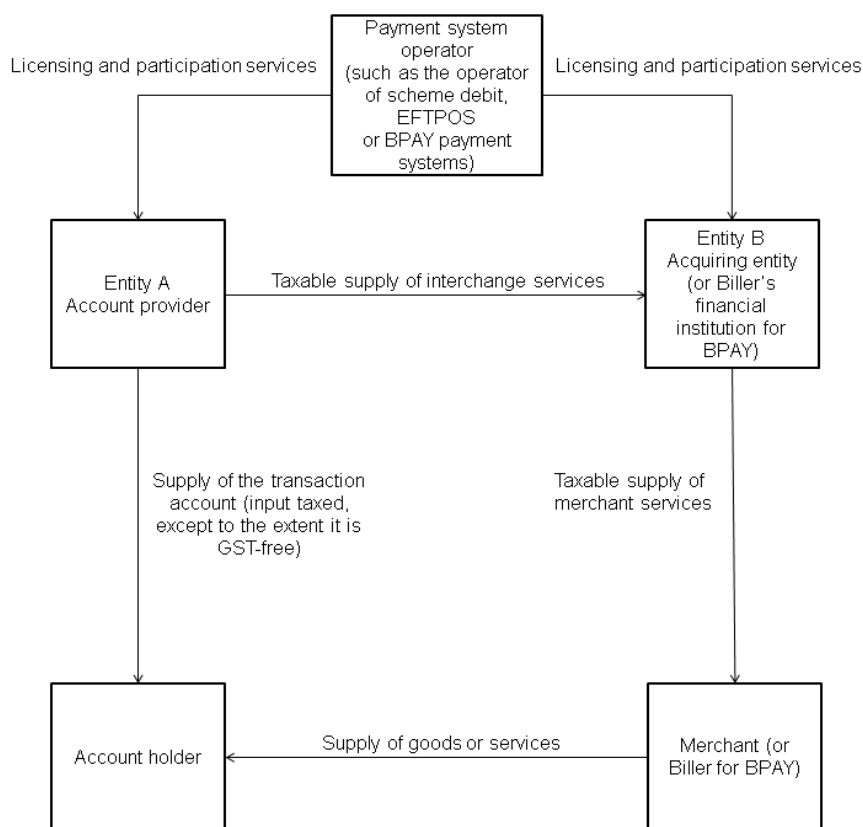 Payment system
operator
(such as the operator
of scheme debit,
EFTPOS
or BPAY payment
systems)
Licensing and participation services
Licensing and participation services
Entity A
Account provider
Taxable supply of interchange services
Entity B
Acquiring entity
(or Biller's
financial
institution for
BPAY)
Supply of the transaction
account (input taxed,
except to the extent it is
GST-free)
Taxable supply of
merchant services
Account holder
Supply of goods or services
Merchant (or
Biller for BPAY)